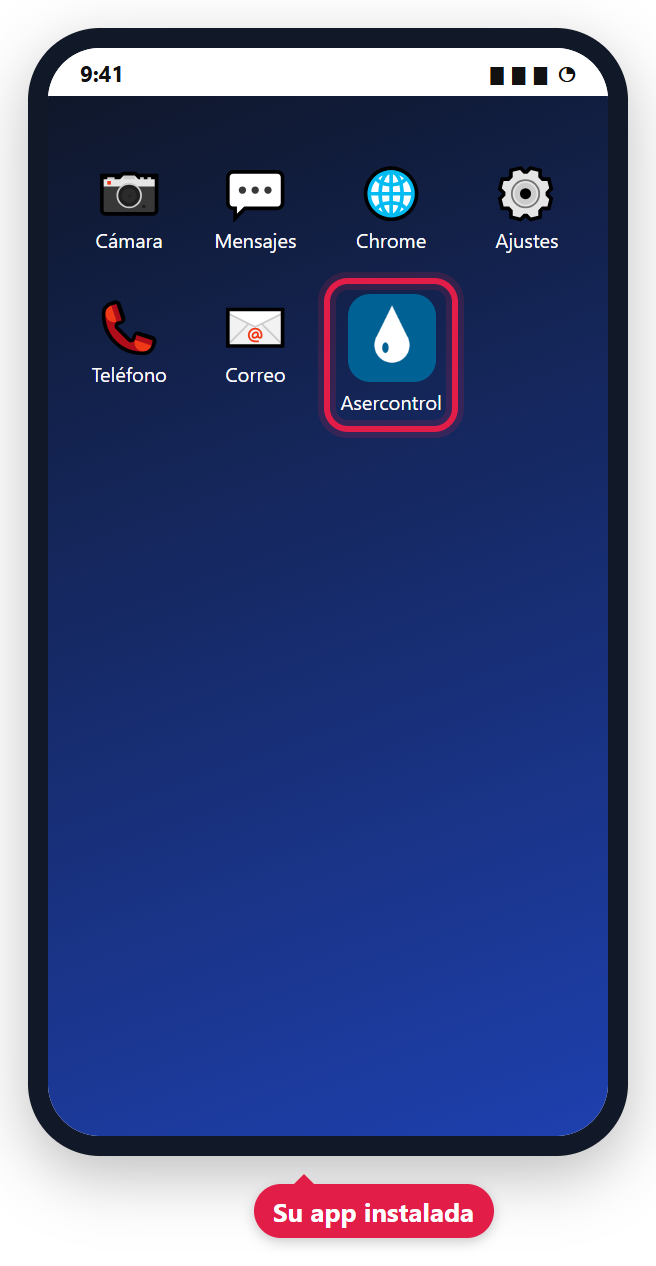 9:41
Cámara Mensajes Chrome Ajustes
@
Teléfono Correo
Asercontrol
Su app instalada